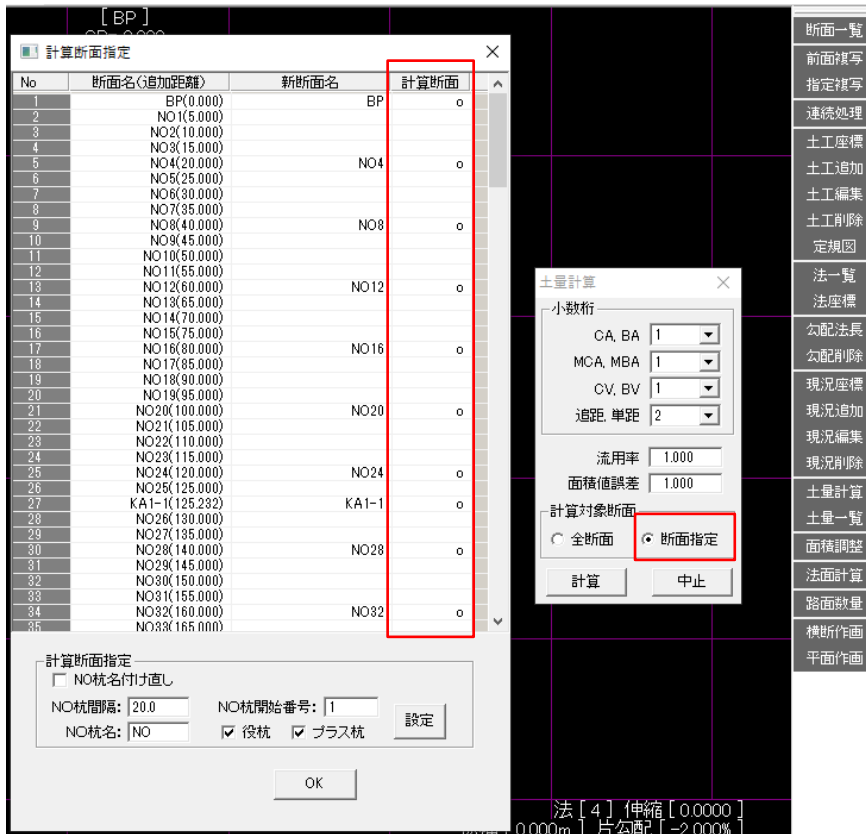 [ BP ]
計算断面指定
No 断面名(追加距離) 新断面名 計算断面
1 BP(0.000) BP o
2 NO1(5.000)
3 NO2(10.000)
4 NO3(15.000)
5 NO4(20.000) NO4 o
6 NO5(25.000)
7 NO6(30.000)
8 NO7(35.000)
9 NO8(40.000) NO8 o
10 NO9(45.000)
11 NO10(50.000)
12 NO11(55.000)
13 NO12(60.000) NO12 o
14 NO13(65.000)
15 NO14(70.000)
16 NO15(75.000)
17 NO16(80.000) NO16 o
18 NO17(85.000)
19 NO18(90.000)
20 NO19(95.000)
21 NO20(100.000) NO20 o
22 NO21(105.000)
23 NO22(110.000)
24 NO23(115.000)
25 NO24(120.000) NO24 o
26 NO25(125.000)
27 KA1-1(125.232) KA1-1 o
28 NO26(130.000)
29 NO27(135.000)
30 NO28(140.000) NO28 o
31 NO29(145.000)
32 NO30(150.000)
33 NO31(155.000)
34 NO32(160.000) NO32 o
35 NO33(165.000)
計算断面指定
NO杭名付け直し
NO杭間隔: 20.0 NO杭開始番号: 1
NO杭名: NO 役杭 プラス杭 設定
OK
土量計算
小数桁
CA, BA 1
MCA, MBA 1
CV, BV 1
追距, 単距 2
流用率 1.000
面積値誤差 1.000
計算対象断面
全断面 断面指定
計算 中止
断面一覧
前面複写
指定複写
連続処理
土工座標
土工追加
土工編集
土工削除
定規図
法一覧
法座標
勾配法長
勾配削除
現況座標
現況追加
現況編集
現況削除
土量計算
土量一覧
面積調整
法面計算
路面数量
横断作画
平面作画
法 [ 4 ] 伸縮 [ 0.0000 ]
0.000m ] 片勾配 [ -2.000% ]